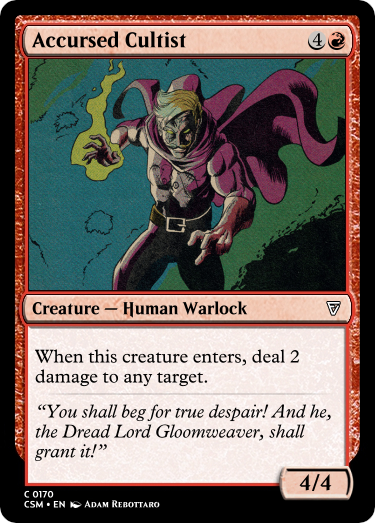 Accursed Cultist 4
Creature — Human Warlock
When this creature enters, deal 2
damage to any target.
“You shall beg for true despair! And he,
the Dread Lord Gloomweaver, shall
grant it!”
4/4
C 0170
CSM • EN Adam Rebottaro